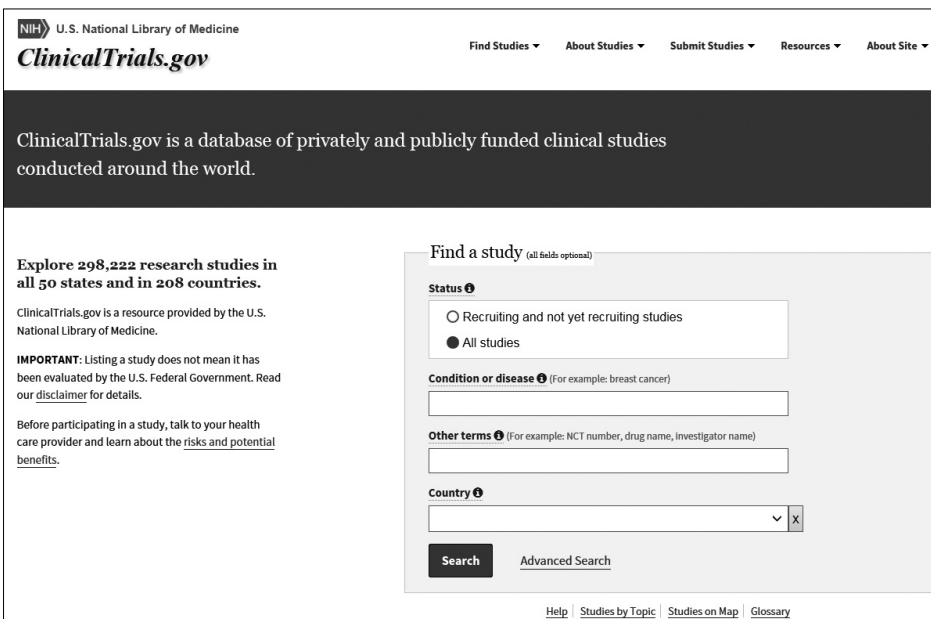 NIH U.S. National Library of Medicine
ClinicalTrials.gov
Find Studies About Studies Submit Studies Resources About Site
ClinicalTrials.gov is a database of privately and publicly funded clinical studies
conducted around the world.
Explore 298,222 research studies in
all 50 states and in 208 countries.
ClinicalTrials.gov is a resource provided by the U.S.
National Library of Medicine.
IMPORTANT: Listing a study does not mean it has
been evaluated by the U.S. Federal Government. Read
our disclaimer for details.
Before participating in a study, talk to your health
care provider and learn about the risks and potential
benefits.
Find a study (all fields optional)
Status
Recruiting and not yet recruiting studies
All studies
Condition or disease (For example: breast cancer)
Other terms (For example: NCT number, drug name, investigator name)
Country
X
Search Advanced Search
Help Studies by Topic Studies on Map Glossary